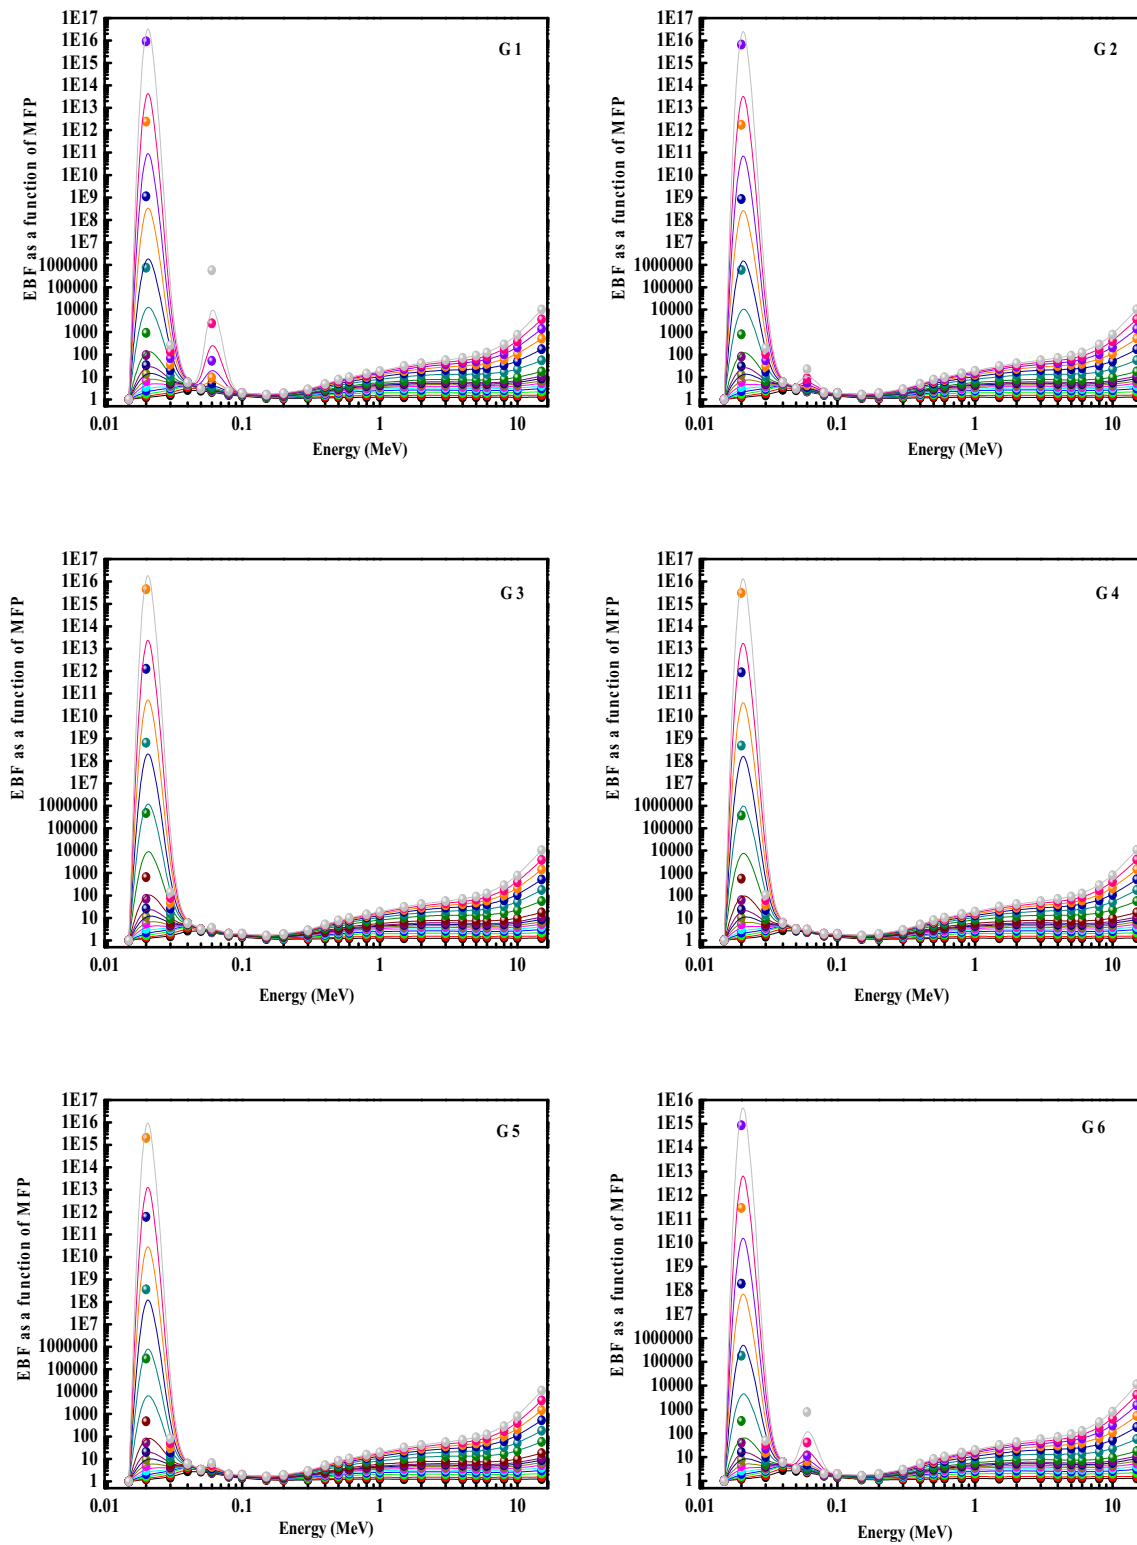 G 1
EBF as a function of MFP
1E17
1E16
1E15
1E14
1E13
1E12
1E11
1E10
1E9
1E8
1E7
1000000
100000
10000
1000
100
10
1
0.01 0.1 1 10
Energy (MeV)
G 2
EBF as a function of MFP
1E17
1E16
1E15
1E14
1E13
1E12
1E11
1E10
1E9
1E8
1E7
1000000
100000
10000
1000
100
10
1
0.01 0.1 1 10
Energy (MeV)
G 3
EBF as a function of MFP
1E17
1E16
1E15
1E14
1E13
1E12
1E11
1E10
1E9
1E8
1E7
1000000
100000
10000
1000
100
10
1
0.01 0.1 1 10
Energy (MeV)
G 4
EBF as a function of MFP
1E17
1E16
1E15
1E14
1E13
1E12
1E11
1E10
1E9
1E8
1E7
1000000
100000
10000
1000
100
10
1
0.01 0.1 1 10
Energy (MeV)
G 5
EBF as a function of MFP
1E17
1E16
1E15
1E14
1E13
1E12
1E11
1E10
1E9
1E8
1E7
1000000
100000
10000
1000
100
10
1
0.01 0.1 1 10
Energy (MeV)
G 6
EBF as a function of MFP
1E16
1E15
1E14
1E13
1E12
1E11
1E10
1E9
1E8
1E7
1000000
100000
10000
1000
100
10
1
0.01 0.1 1 10
Energy (MeV)